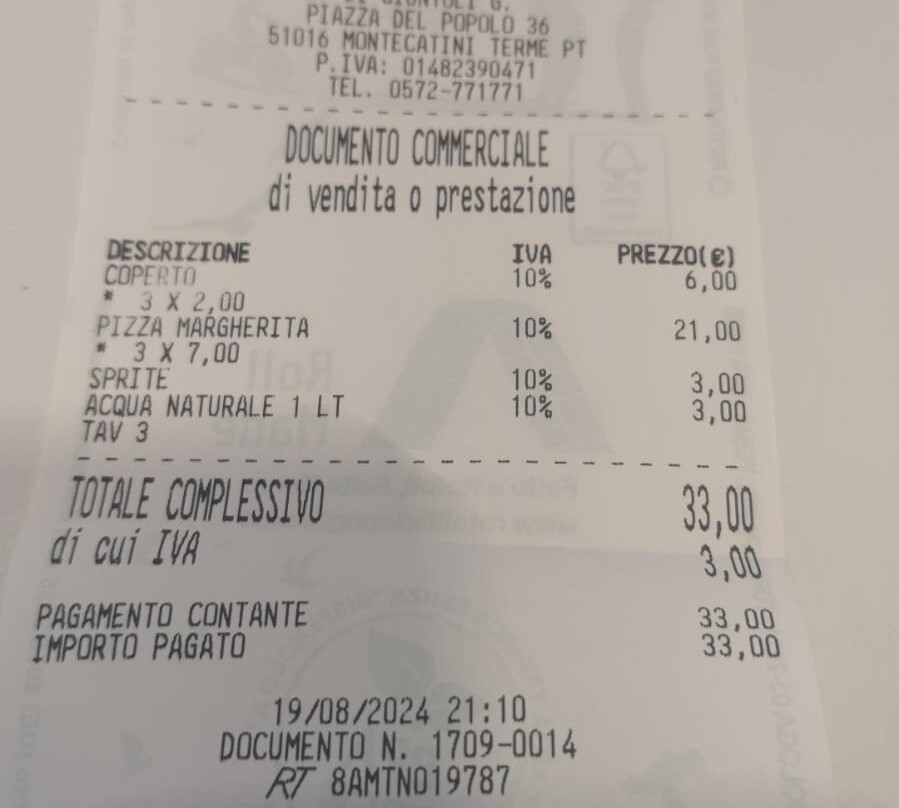 PIAZZA DEL POPOLO 36
51016 MONTECATINI TERME PT
P.IVA: 01482390471
TEL. 0572-771771
DOCUMENTO COMMERCIALE
di vendita o prestazione
DESCRIZIONE IVA PREZZO(€)
COPERTO 10% 6,00
* 3 X 2,00
PIZZA MARGHERITA 10% 21,00
* 3 X 7,00
SPRITE 10% 3,00
ACQUA NATURALE 1 LT 10% 3,00
TAV 3
TOTALE COMPLESSIVO 33,00
di cui IVA 3,00
PAGAMENTO CONTANTE 33,00
IMPORTO PAGATO 33,00
19/08/2024 21:10
DOCUMENTO N. 1709-0014
RT 8AMTN019787